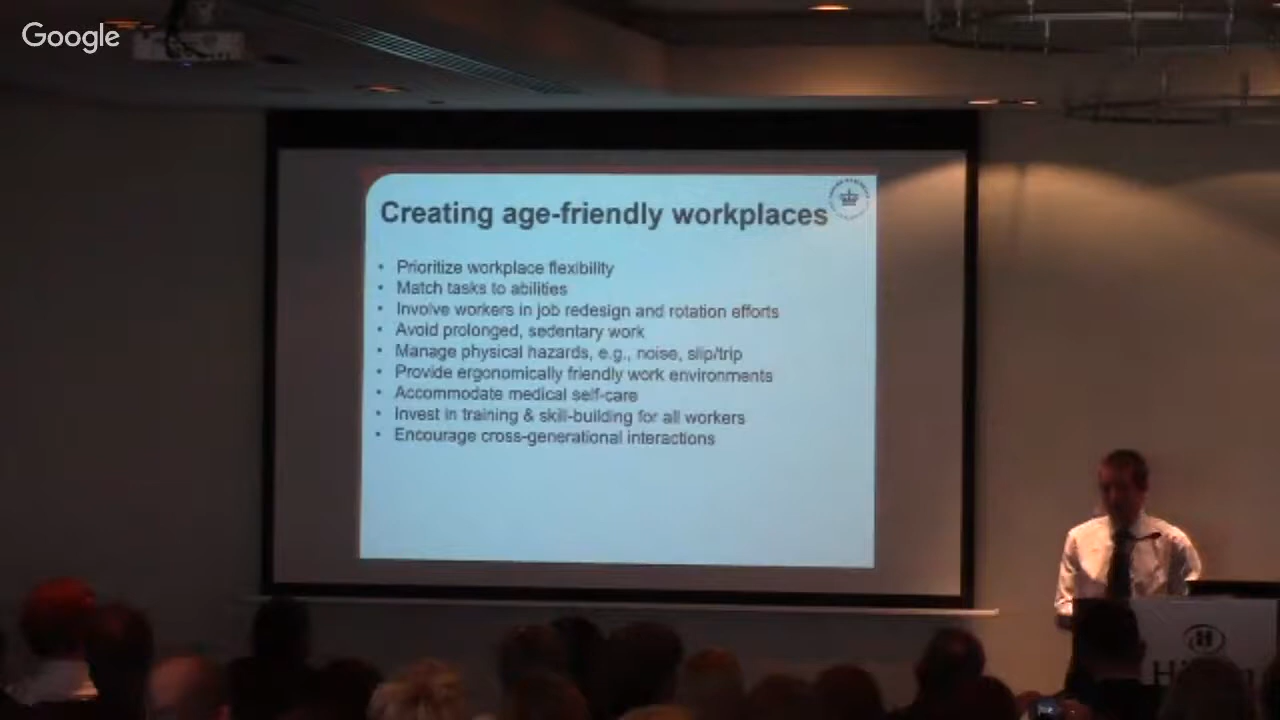 Google
Creating age-friendly workplaces
• Prioritize workplace flexibility
• Match tasks to abilities
• Involve workers in job redesign and rotation efforts
• Avoid prolonged, sedentary work
• Manage physical hazards, e.g., noise, slip/trip
• Provide ergonomically friendly work environments
• Accommodate medical self-care
• Invest in training & skill-building for all workers
• Encourage cross-generational interactions
H